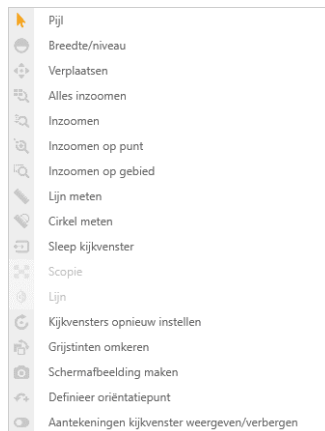 Pijl
Breedte/niveau
Verplaatsen
Alles inzoomen
Inzoomen
Inzoomen op punt
Inzoomen op gebied
Lijn meten
Cirkel meten
Sleep kijkvenster
Scopie
Lijn
Kijkvensters opnieuw instellen
Grijstinten omkeren
Schermafbeelding maken
Definieer oriëntatiepunt
Aantekeningen kijkvenster weergeven/verbergen